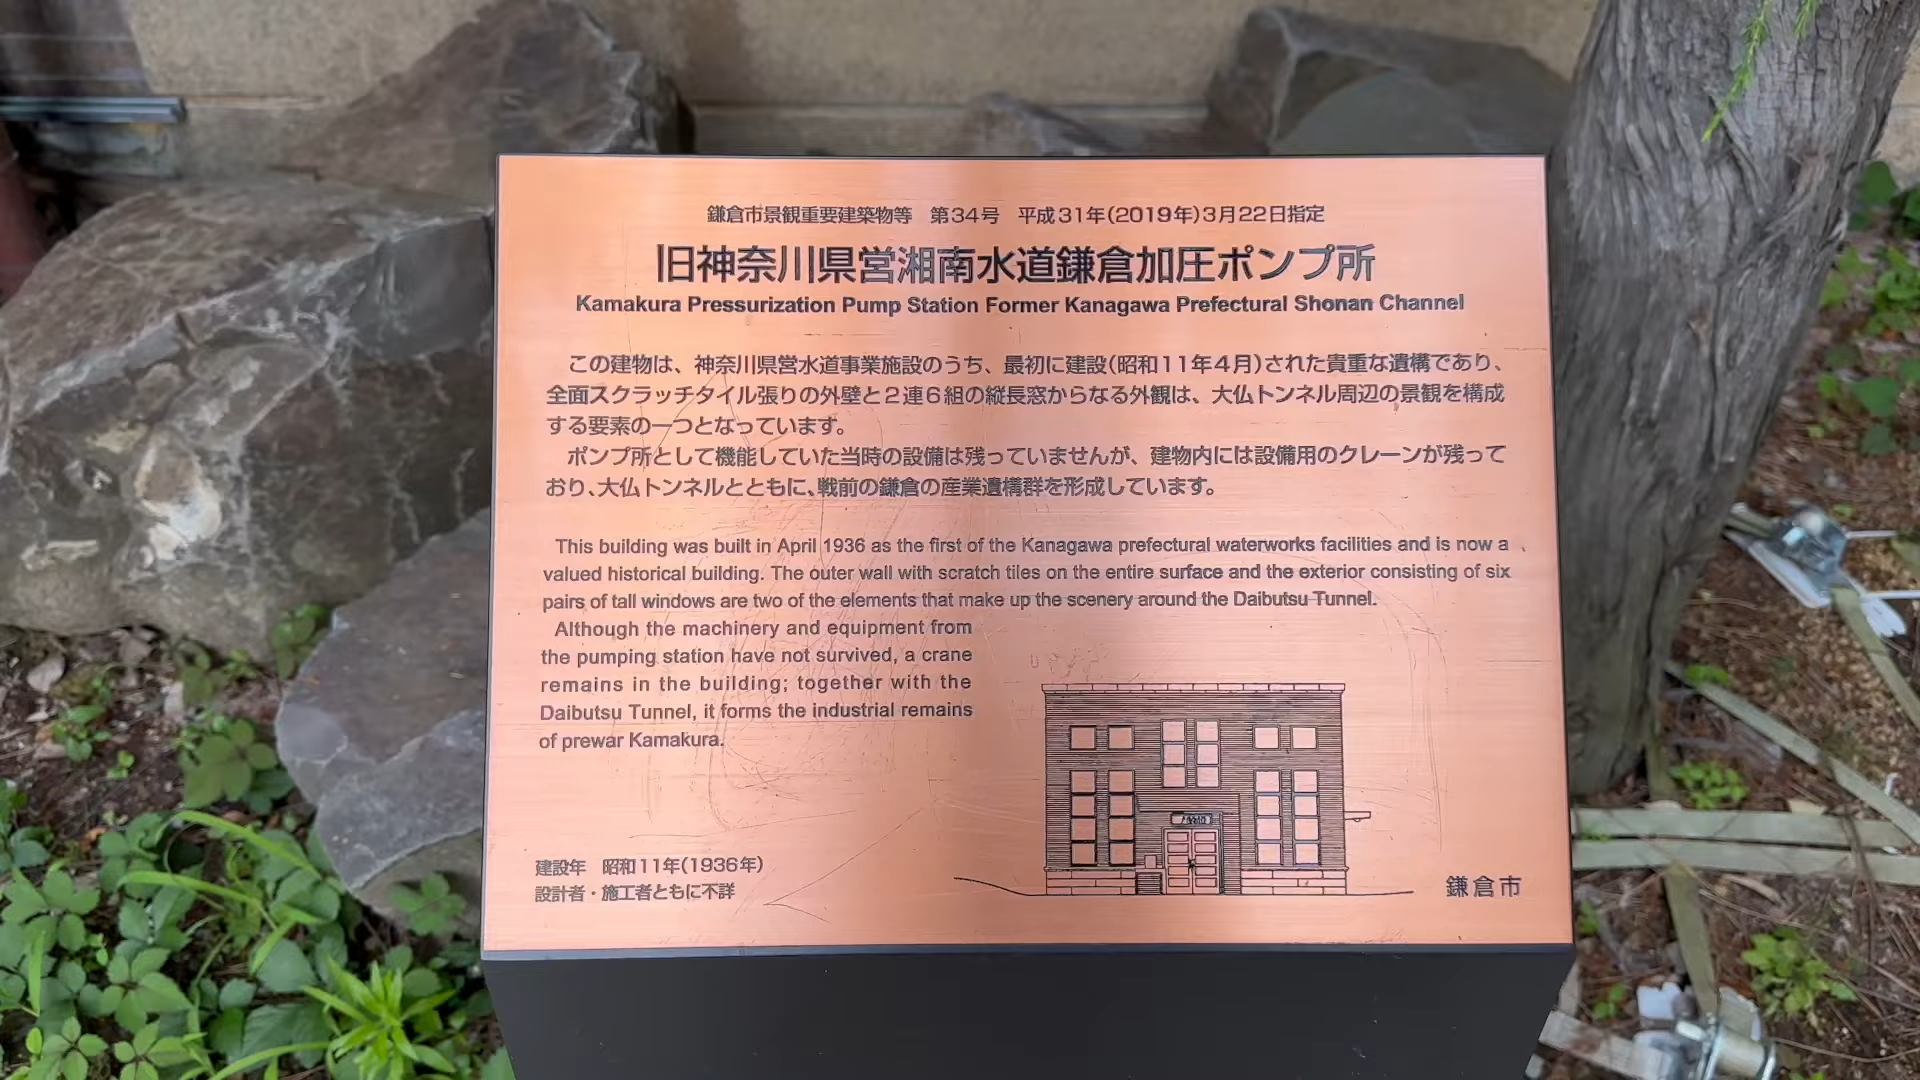 鎌倉市景観重要建築物等　第34号　平成31年(2019年)3月22日指定
旧神奈川県営湘南水道鎌倉加圧ポンプ所
Kamakura Pressurization Pump Station Former Kanagawa Prefectural Shonan Channel
この建物は、神奈川県営水道事業施設のうち、最初に建設(昭和11年4月)された貴重な遺構であり、
全面スクラッチタイル張りの外壁と2連6組の縦長窓からなる外観は、大仏トンネル周辺の景観を構成
する要素の一つとなっています。
ポンプ所として機能していた当時の設備は残っていませんが、建物内には設備用のクレーンが残って
おり、大仏トンネルとともに、戦前の鎌倉の産業遺構群を形成しています。
This building was built in April 1936 as the first of the Kanagawa prefectural waterworks facilities and is now a
valued historical building. The outer wall with scratch tiles on the entire surface and the exterior consisting of six
pairs of tall windows are two of the elements that make up the scenery around the Daibutsu Tunnel.
Although the machinery and equipment from
the pumping station have not survived, a crane
remains in the building; together with the
Daibutsu Tunnel, it forms the industrial remains
of prewar Kamakura.
建設年　昭和11年(1936年)
設計者・施工者ともに不詳
鎌倉市